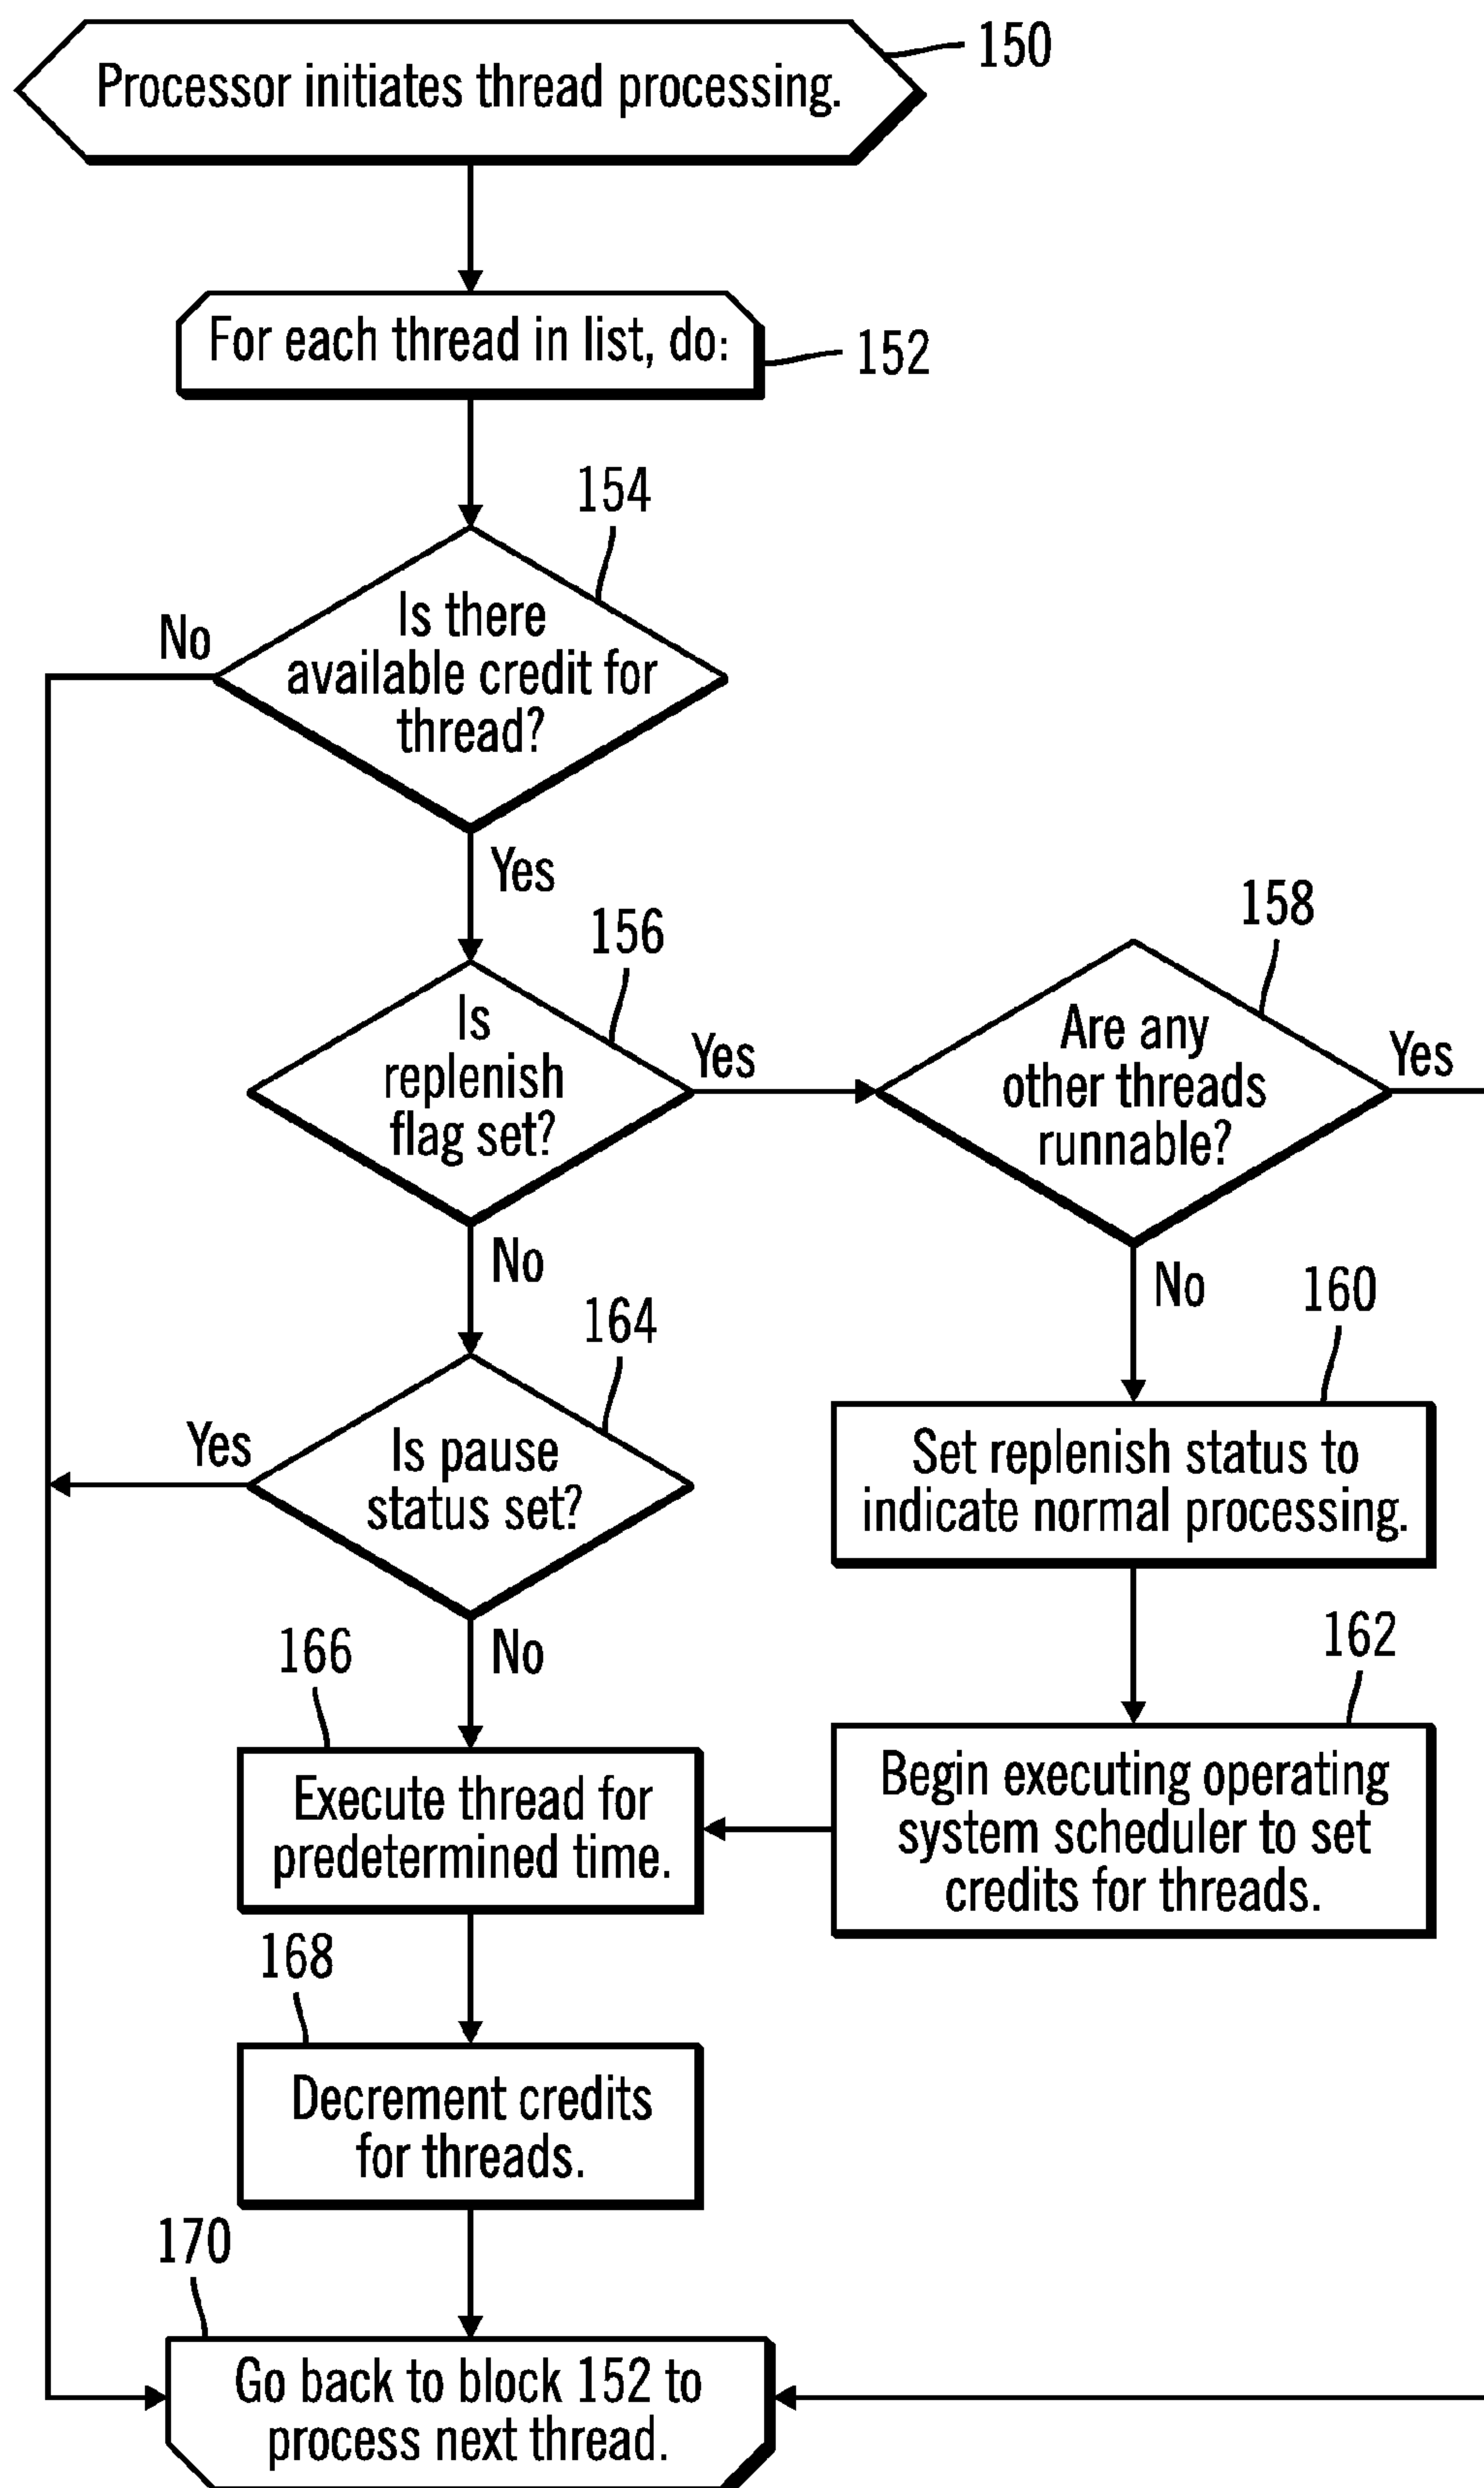 Processor initiates thread processing.
150
For each thread in list, do:
152
154
Is there
available credit for
thread?
No
Yes
156
Is
replenish
flag set?
Yes
No
158
Are any
other threads
runnable?
Yes
No
160
Set replenish status to
indicate normal processing.
162
Begin executing operating
system scheduler to set
credits for threads.
164
Is pause
status set?
Yes
No
166
Execute thread for
predetermined time.
168
Decrement credits
for threads.
170
Go back to block 152 to
process next thread.